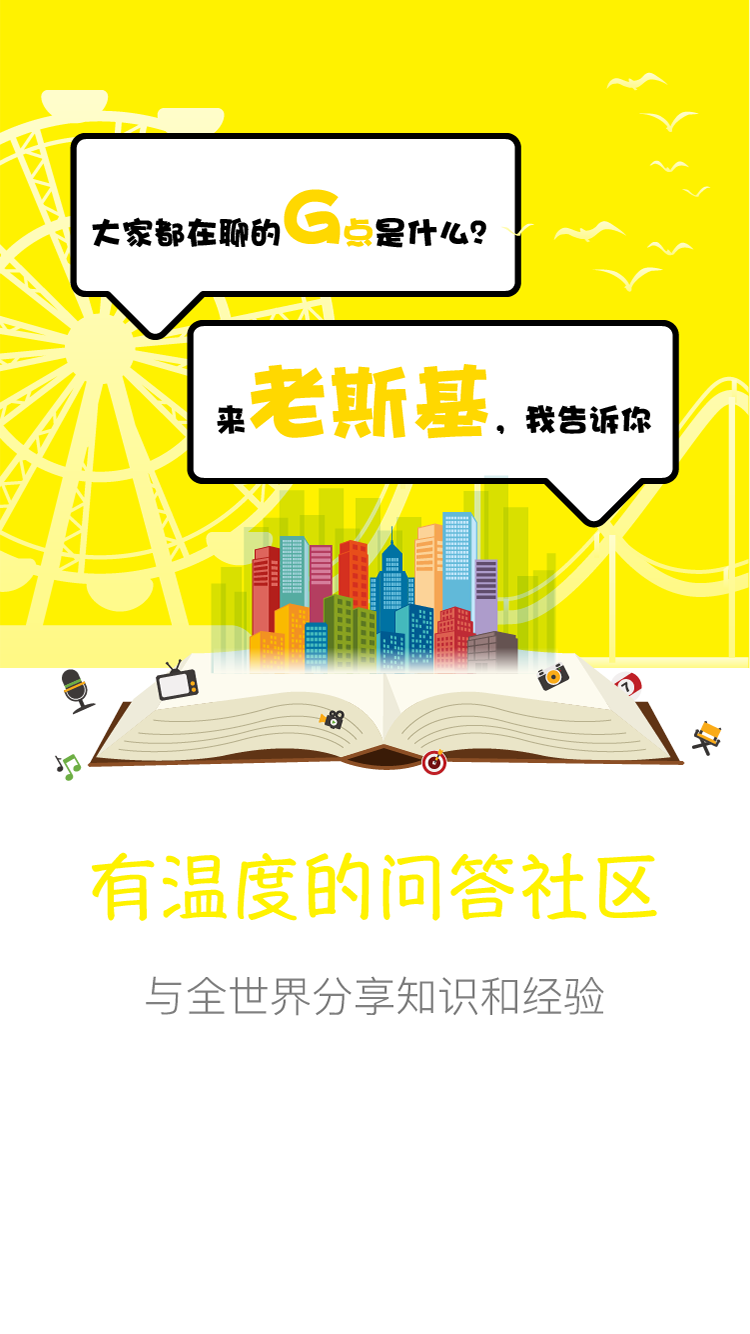 大家都在聊的G点是什么?
来老斯基，我告诉你
7
有温度的问答社区
与全世界分享知识和经验